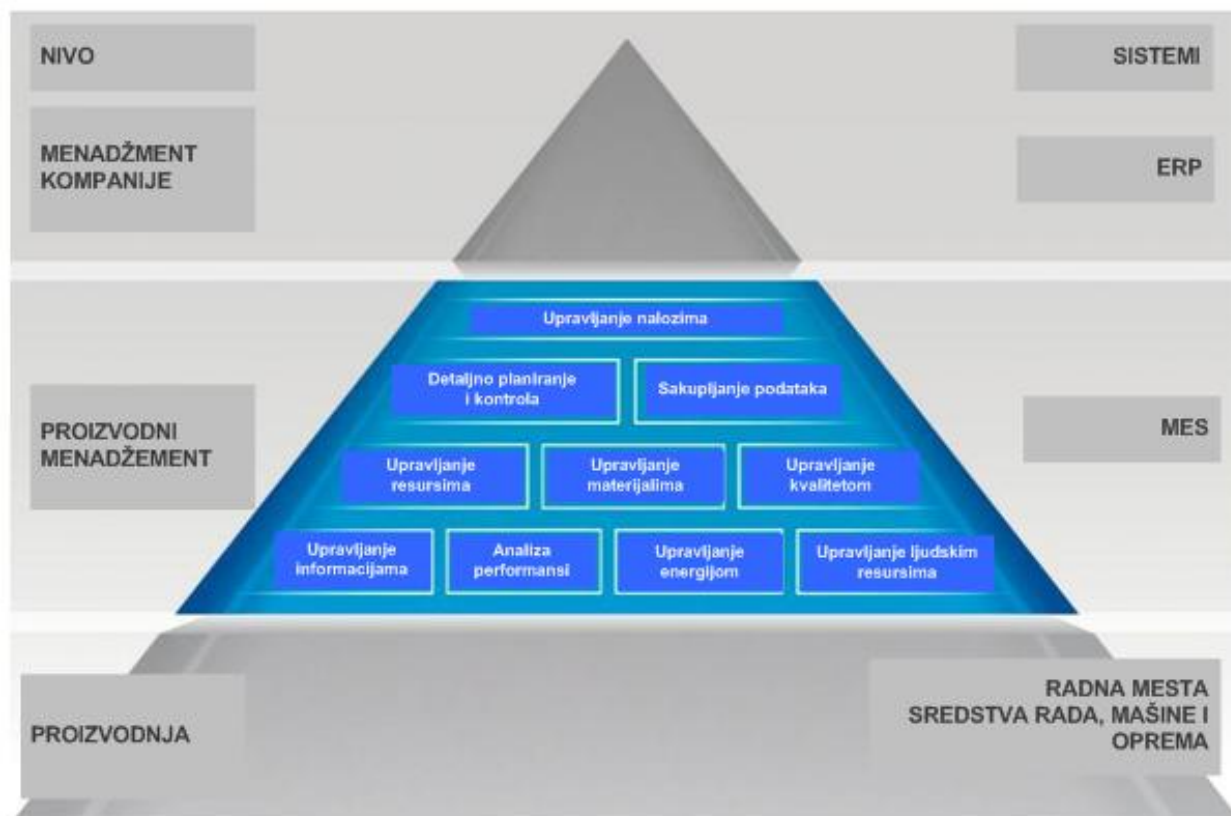 NIVO
SISTEMI
MENADŽMENT
KOMPANIJE
ERP
Upravljanje nalozima
Detaljno planiranje
i kontrola
Sakupljanje podataka
PROIZVODNI
MENADŽEMENT
MES
Upravljanje
resursima
Upravljanje
materijalima
Upravljanje
kvalitetom
Upravljanje
informacijama
Analiza
performansi
Upravljanje
energijom
Upravljanje ljudskim
resursima
PROIZVODNJA
RADNA MESTA
SREDSTVA RADA, MAŠINE I
OPREMA